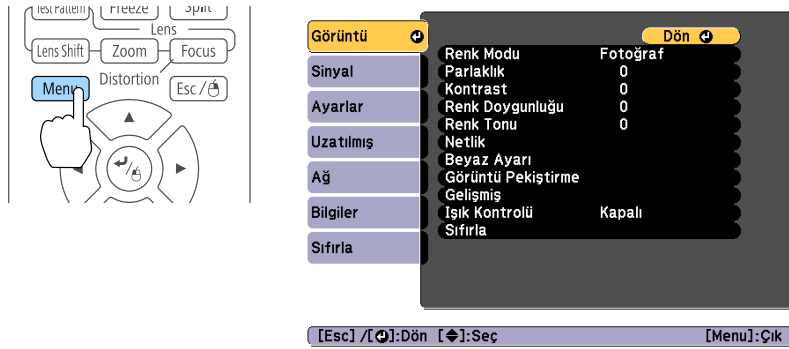 Test Pattern Freeze Split
Lens
Lens Shift Zoom Focus
Distortion
Menu Esc /
Görüntü
Sinyal
Ayarlar
Uzatılmış
Ağ
Bilgiler
Sıfırla
Dön
Renk Modu Fotoğraf
Parlaklık 0
Kontrast 0
Renk Doygunluğu 0
Renk Tonu 0
Netlik
Beyaz Ayarı
Görüntü Pekiştirme
Gelişmiş
Işık Kontrolü Kapalı
Sıfırla
[Esc] /[ ]:Dön [ ]:Seç [Menu]:Çık